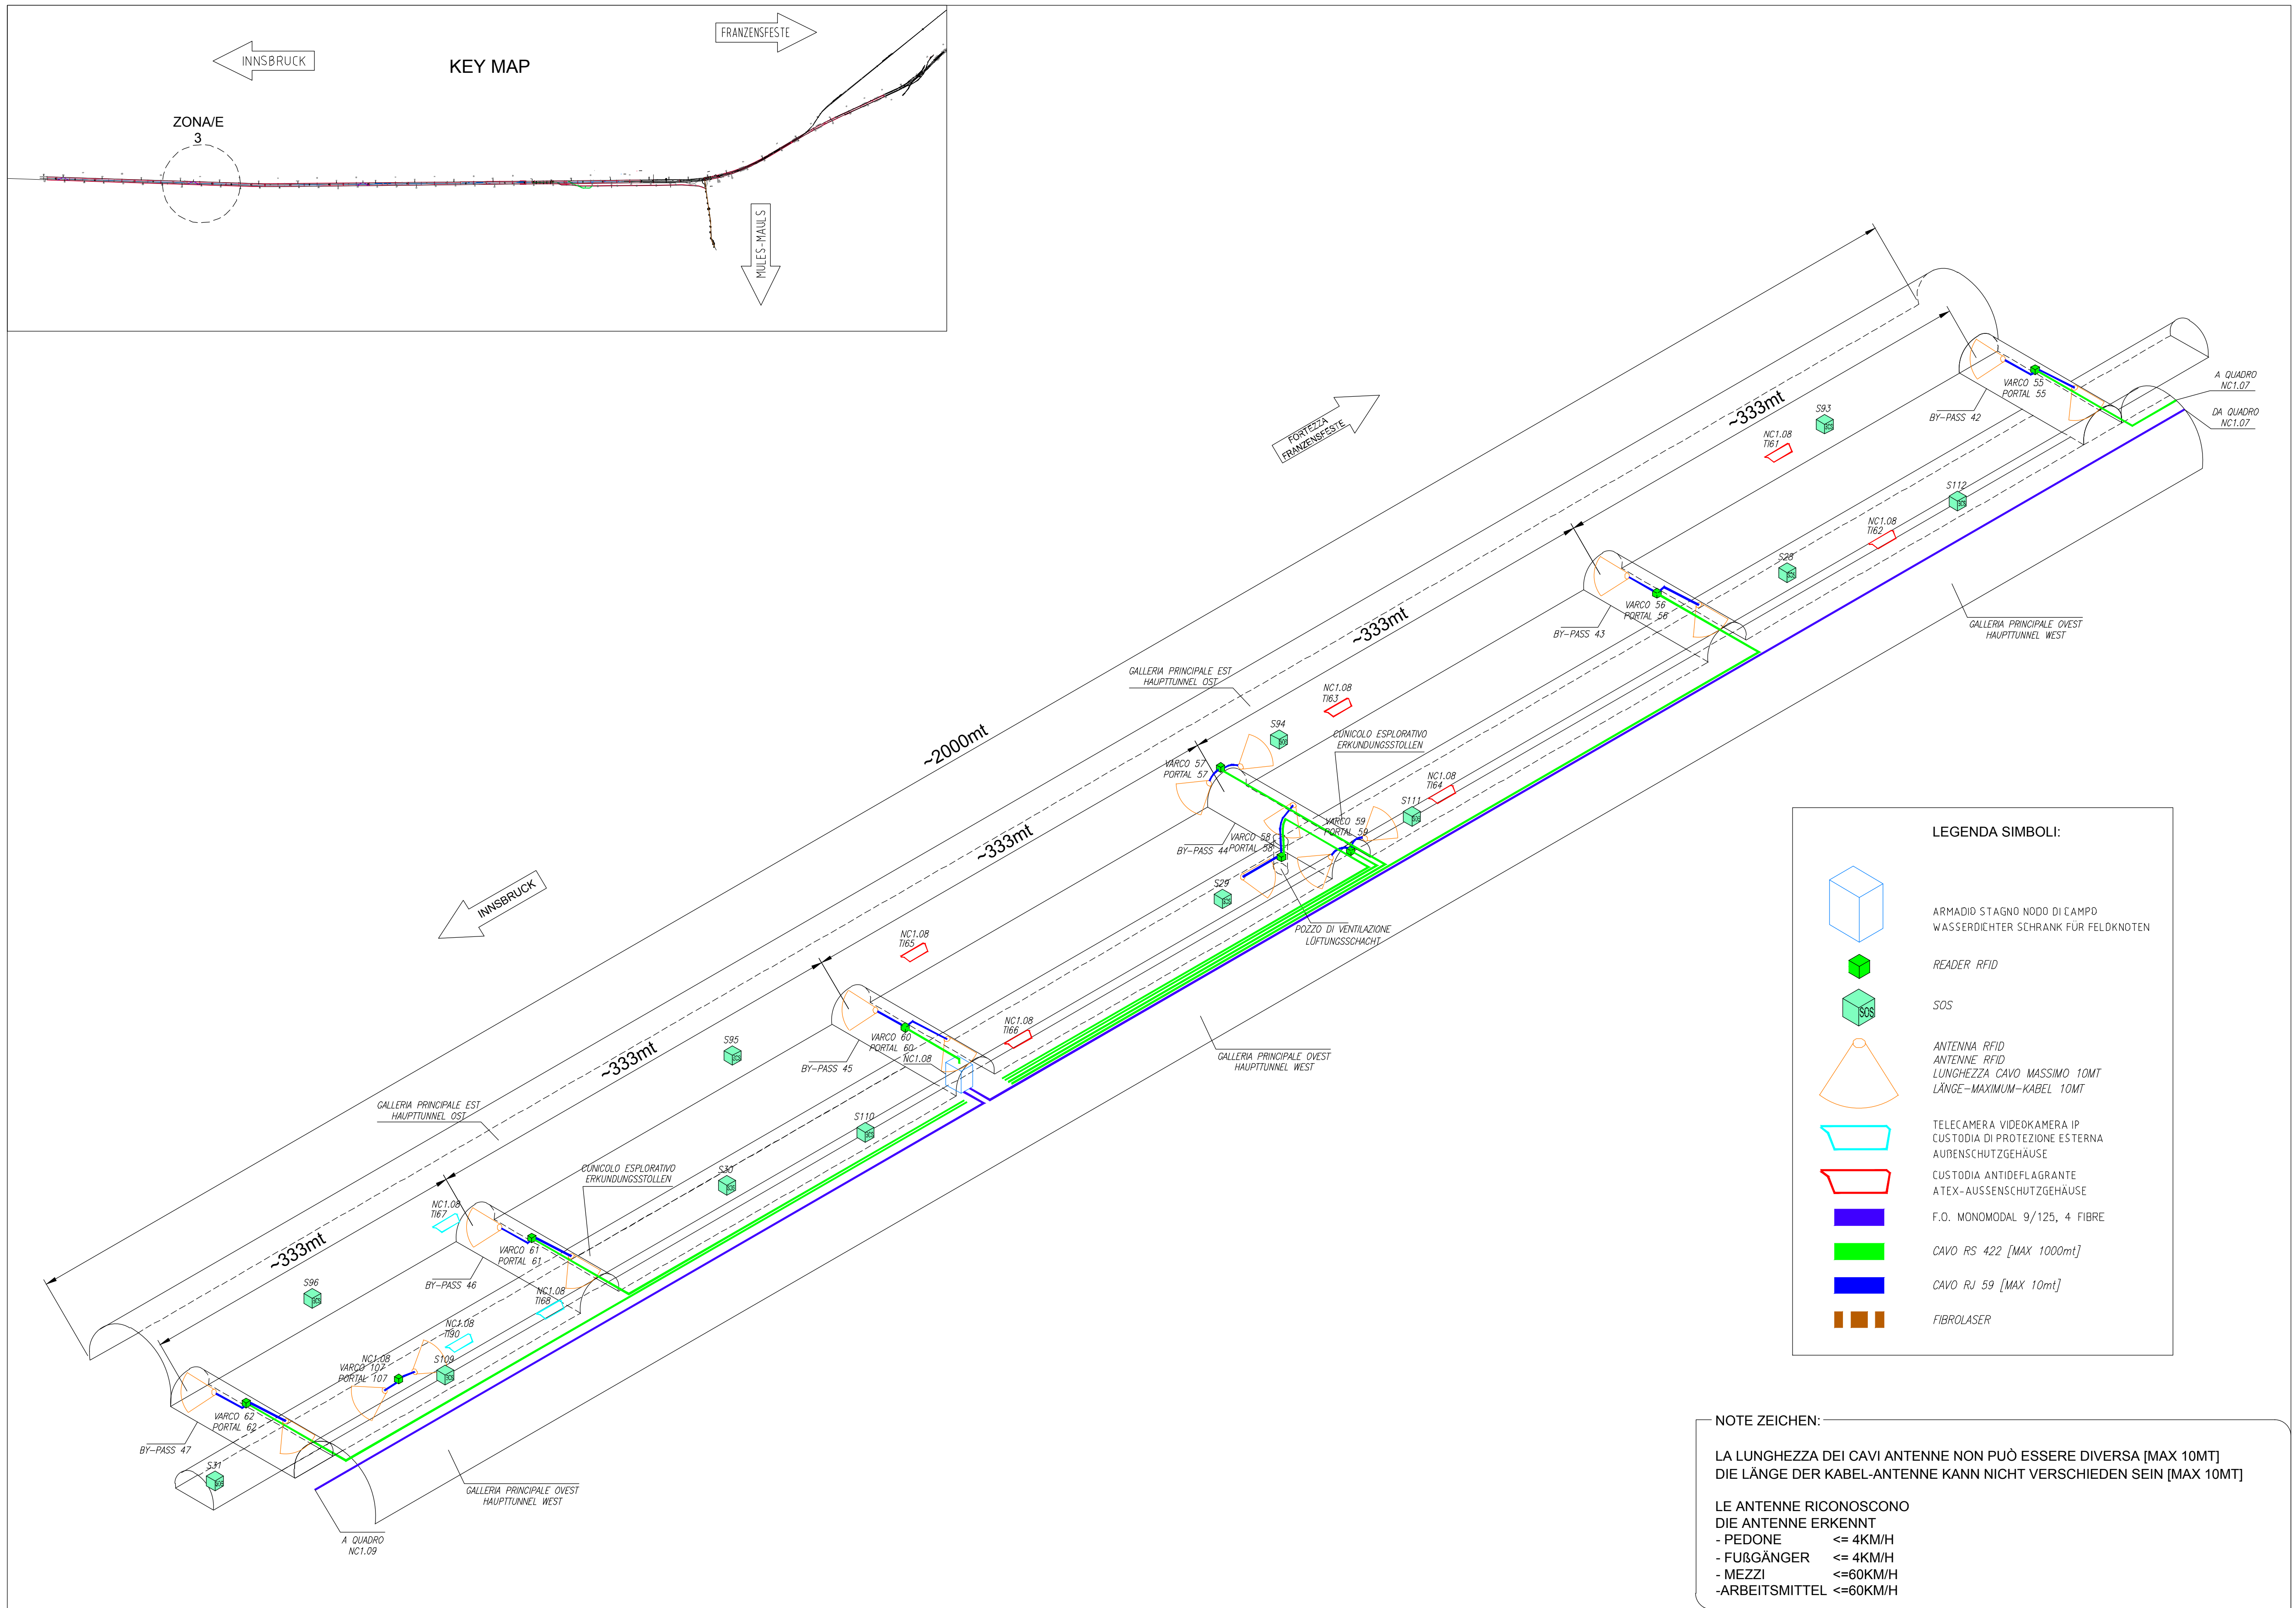 INNSBRUCK
KEY MAP
FRANZENSFESTE
ZONA/E
3
MULES-MAULS
~2000mt
FORTEZZA
FRANZENSFESTE
INNSBRUCK
~333mt
~333mt
~333mt
~333mt
~333mt
A QUADRO
NC1.07
DA QUADRO
NC1.07
VARCO 55
PORTAL 55
BY-PASS 42
S93
NC1.08
TI61
S112
NC1.08
TI62
S28
GALLERIA PRINCIPALE OVEST
HAUPTTUNNEL WEST
VARCO 56
PORTAL 56
BY-PASS 43
GALLERIA PRINCIPALE EST
HAUPTTUNNEL OST
NC1.08
TI63
S94
CUNICOLO ESPLORATIVO
ERKUNDUNGSSTOLLEN
VARCO 57
PORTAL 57
NC1.08
TI64
S111
VARCO 59
PORTAL 59
VARCO 58
PORTAL 58
BY-PASS 44
S29
POZZO DI VENTILAZIONE
LÜFTUNGSSCHACHT
NC1.08
TI65
NC1.08
TI66
VARCO 60
PORTAL 60
NC1.08
BY-PASS 45
S95
GALLERIA PRINCIPALE OVEST
HAUPTTUNNEL WEST
GALLERIA PRINCIPALE EST
HAUPTTUNNEL OST
S110
CUNICOLO ESPLORATIVO
ERKUNDUNGSSTOLLEN
S30
NC1.08
TI67
VARCO 61
PORTAL 61
BY-PASS 46
NC1.08
TI68
S96
NC1.08
TI90
NC1.08
VARCO 107
PORTAL 107
S109
VARCO 62
PORTAL 62
BY-PASS 47
S31
GALLERIA PRINCIPALE OVEST
HAUPTTUNNEL WEST
A QUADRO
NC1.09
LEGENDA SIMBOLI:
ARMADIO STAGNO NODO DI CAMPO
WASSERDICHTER SCHRANK FÜR FELDKNOTEN
READER RFID
SOS
SOS
ANTENNA RFID
ANTENNE RFID
LUNGHEZZA CAVO MASSIMO 10MT
LÄNGE-MAXIMUM-KABEL 10MT
TELECAMERA VIDEOKAMERA IP
CUSTODIA DI PROTEZIONE ESTERNA
AUßENSCHUTZGEHÄUSE
CUSTODIA ANTIDEFLAGRANTE
ATEX-AUSSENSCHUTZGEHÄUSE
F.O. MONOMODAL 9/125, 4 FIBRE
CAVO RS 422 [MAX 1000mt]
CAVO RJ 59 [MAX 10mt]
FIBROLASER
NOTE ZEICHEN:
LA LUNGHEZZA DEI CAVI ANTENNE NON PUÒ ESSERE DIVERSA [MAX 10MT]
DIE LÄNGE DER KABEL-ANTENNE KANN NICHT VERSCHIEDEN SEIN [MAX 10MT]
LE ANTENNE RICONOSCONO
DIE ANTENNE ERKENNT
- PEDONE <= 4KM/H
- FUßGÄNGER <= 4KM/H
- MEZZI <=60KM/H
-ARBEITSMITTEL <=60KM/H